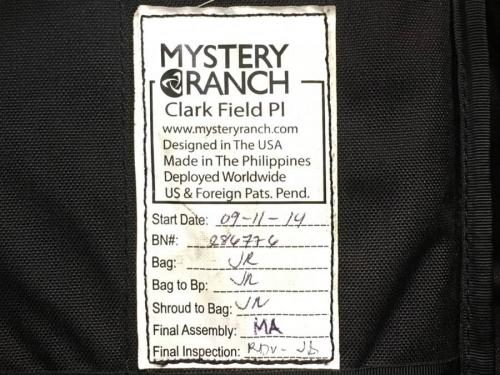 MYSTERY
RANCH
Clark Field Pl
www.mysteryranch.com
Designed in The USA
Made in The Philippines
Deployed Worldwide
US & Foreign Pats. Pend.
Start Date: 09-11-14
BN#: 286776
Bag: JR
Bag to Bp: JR
Shroud to Bag: JR
Final Assembly: MA
Final Inspection: